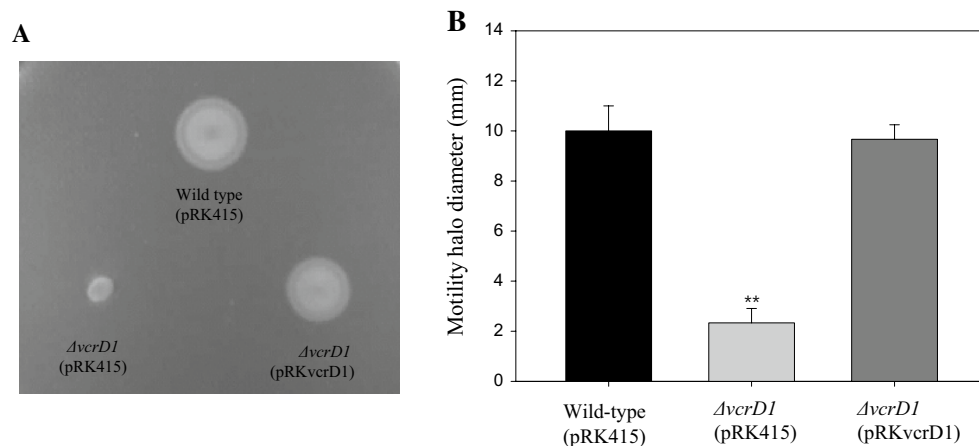 A
Wild type
(pRK415)
ΔvcrD1
(pRK415)
ΔvcrD1
(pRKvcrD1)
B
Motility halo diameter (mm)
14
12
10
8
6
4
2
0
**
Wild-type
(pRK415)
ΔvcrD1
(pRK415)
ΔvcrD1
(pRKvcrD1)